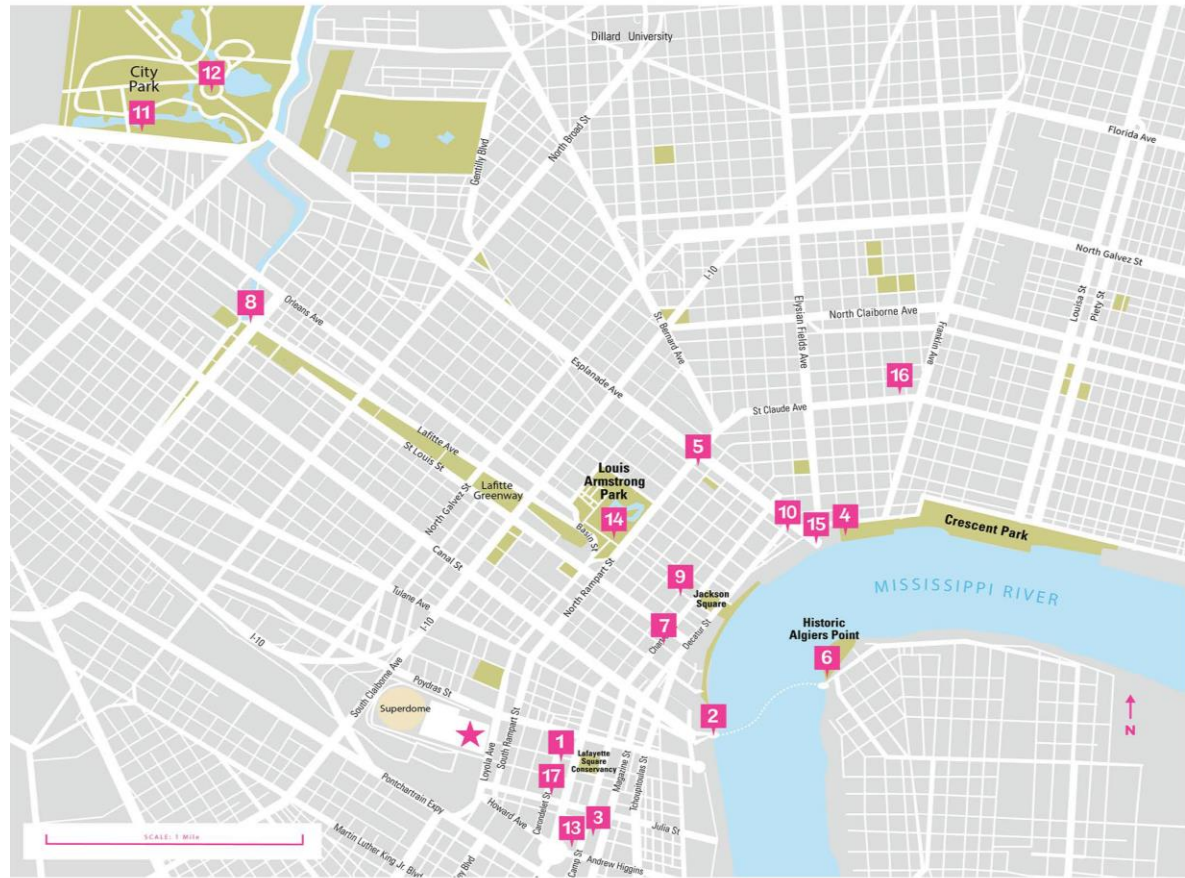 Dillard University
12
City
Park
11
North Broad St
Gentilly Blvd
Florida Ave
North Galvez St
I-10
Louisa St
Piety St
8
Orleans Ave
Elysian Fields Ave
North Claiborne Ave
St. Bernard Ave
Franklin Ave
16
Esplanade Ave
St Claude Ave
5
Lafitte Ave
St Louis St
Louis
Armstrong
Park
14
Lafitte
Greenway
North Galvez St
Basin St
10
15
4
Crescent Park
Canal St
9
Jackson
Square
MISSISSIPPI RIVER
North Rampart St
Tulane Ave
7
Decatur St
Historic
Algiers Point
6
I-10
I-10
South Claiborne Ave
Poydras St
Superdome
2
N
Loyola Ave
South Rampart St
1
Lafayette
Square
Conservancy
Magazine St
Tchoupitoulas St
17
Carondelet St
Pontchartrain Expy
Howard Ave
3
13
Julia St
Camp St
Andrew Higgins
Martin Luther King Jr. Blvd
SCALE: 1 Mile